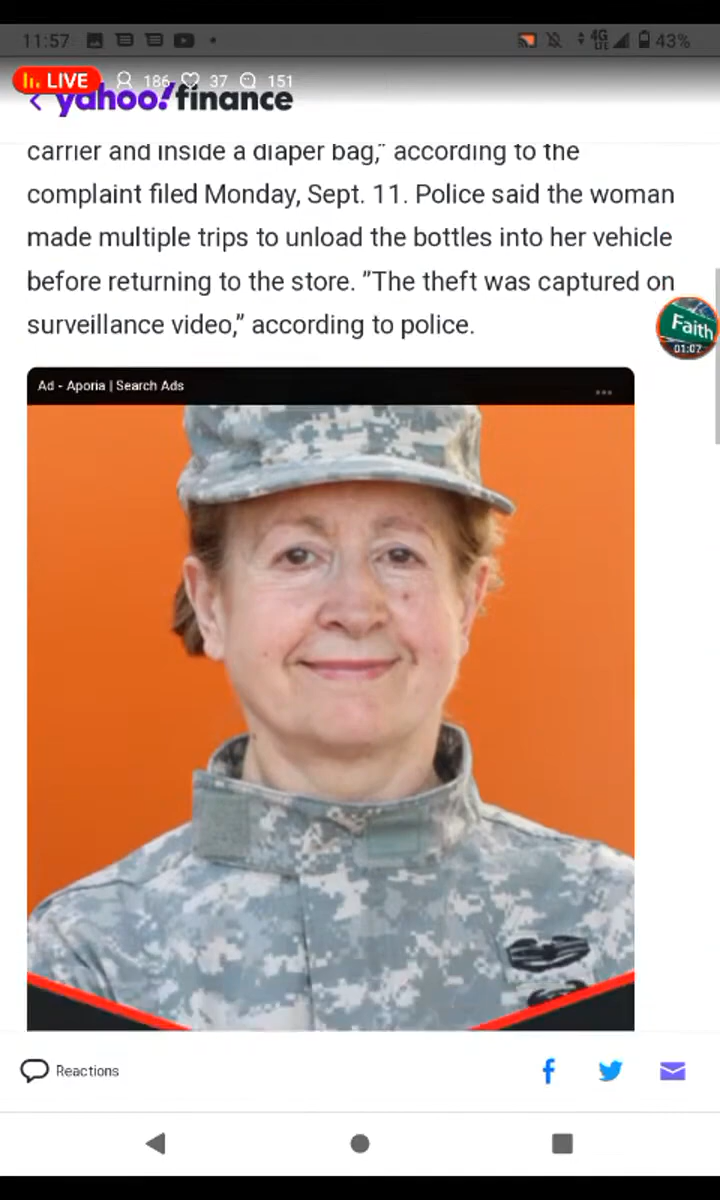 11:57
4G
LTE
43%
LIVE 186 37 151
yahoo!finance
carrier and inside a diaper bag," according to the
complaint filed Monday, Sept. 11. Police said the woman
made multiple trips to unload the bottles into her vehicle
before returning to the store. "The theft was captured on
surveillance video," according to police.
Faith
01:07
Ad - Aporia | Search Ads
Reactions